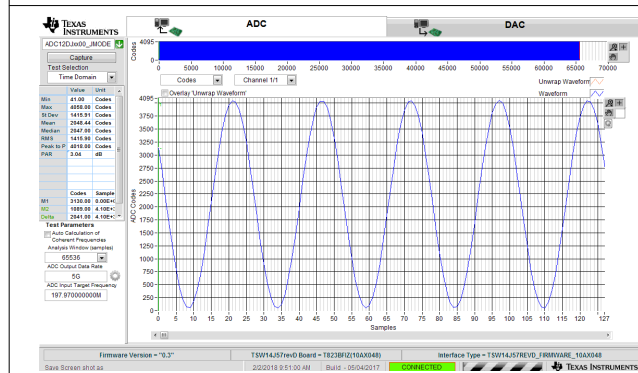 TEXAS INSTRUMENTS
ADC
DAC
ADC12DJxx00_JMODE
Capture
Test Selection
Time Domain
Value Unit
Min 41.00 Codes
Max 4058.00 Codes
St Dev 1415.91 Codes
Mean 2048.44 Codes
Median 2047.00 Codes
RMS 1415.90 Codes
Peak to P 4018.00 Codes
PAR 3.04 dB
Codes Sample
M1 3130.00 0.00E+
M2 1089.00 4.10E+
Delta 2041.00 4.10E+
Test Parameters
Auto Calculation of
Coherent Frequencies
Analysis Window (samples)
65536
ADC Output Data Rate
5G
ADC Input Target Frequency
197.970000000M
Codes
4095
0
0 5000 10000 15000 20000 25000 30000 35000 40000 45000 50000 55000 60000 65000 70000
Codes Channel 1/1
Unwrap Waveform
Overlay 'Unwrap Waveform'
Waveform
ADC Codes
4095
3750
3500
3250
3000
2750
2500
2250
2000
1750
1500
1250
1000
750
500
250
0
0 5 10 15 20 25 30 35 40 45 50 55 60 65 70 75 80 85 90 95 100 105 110 115 120 127
Samples
Firmware Version = "0.3" TSW14J57revD Board = T823BFIZ(10AX048) Interface Type = TSW14J57REVD_FIRMWARE_10AX048
Save Screen shot as 2/2/2018 9:51:00 AM Build - 05/04/2017 CONNECTED TEXAS INSTRUMENTS